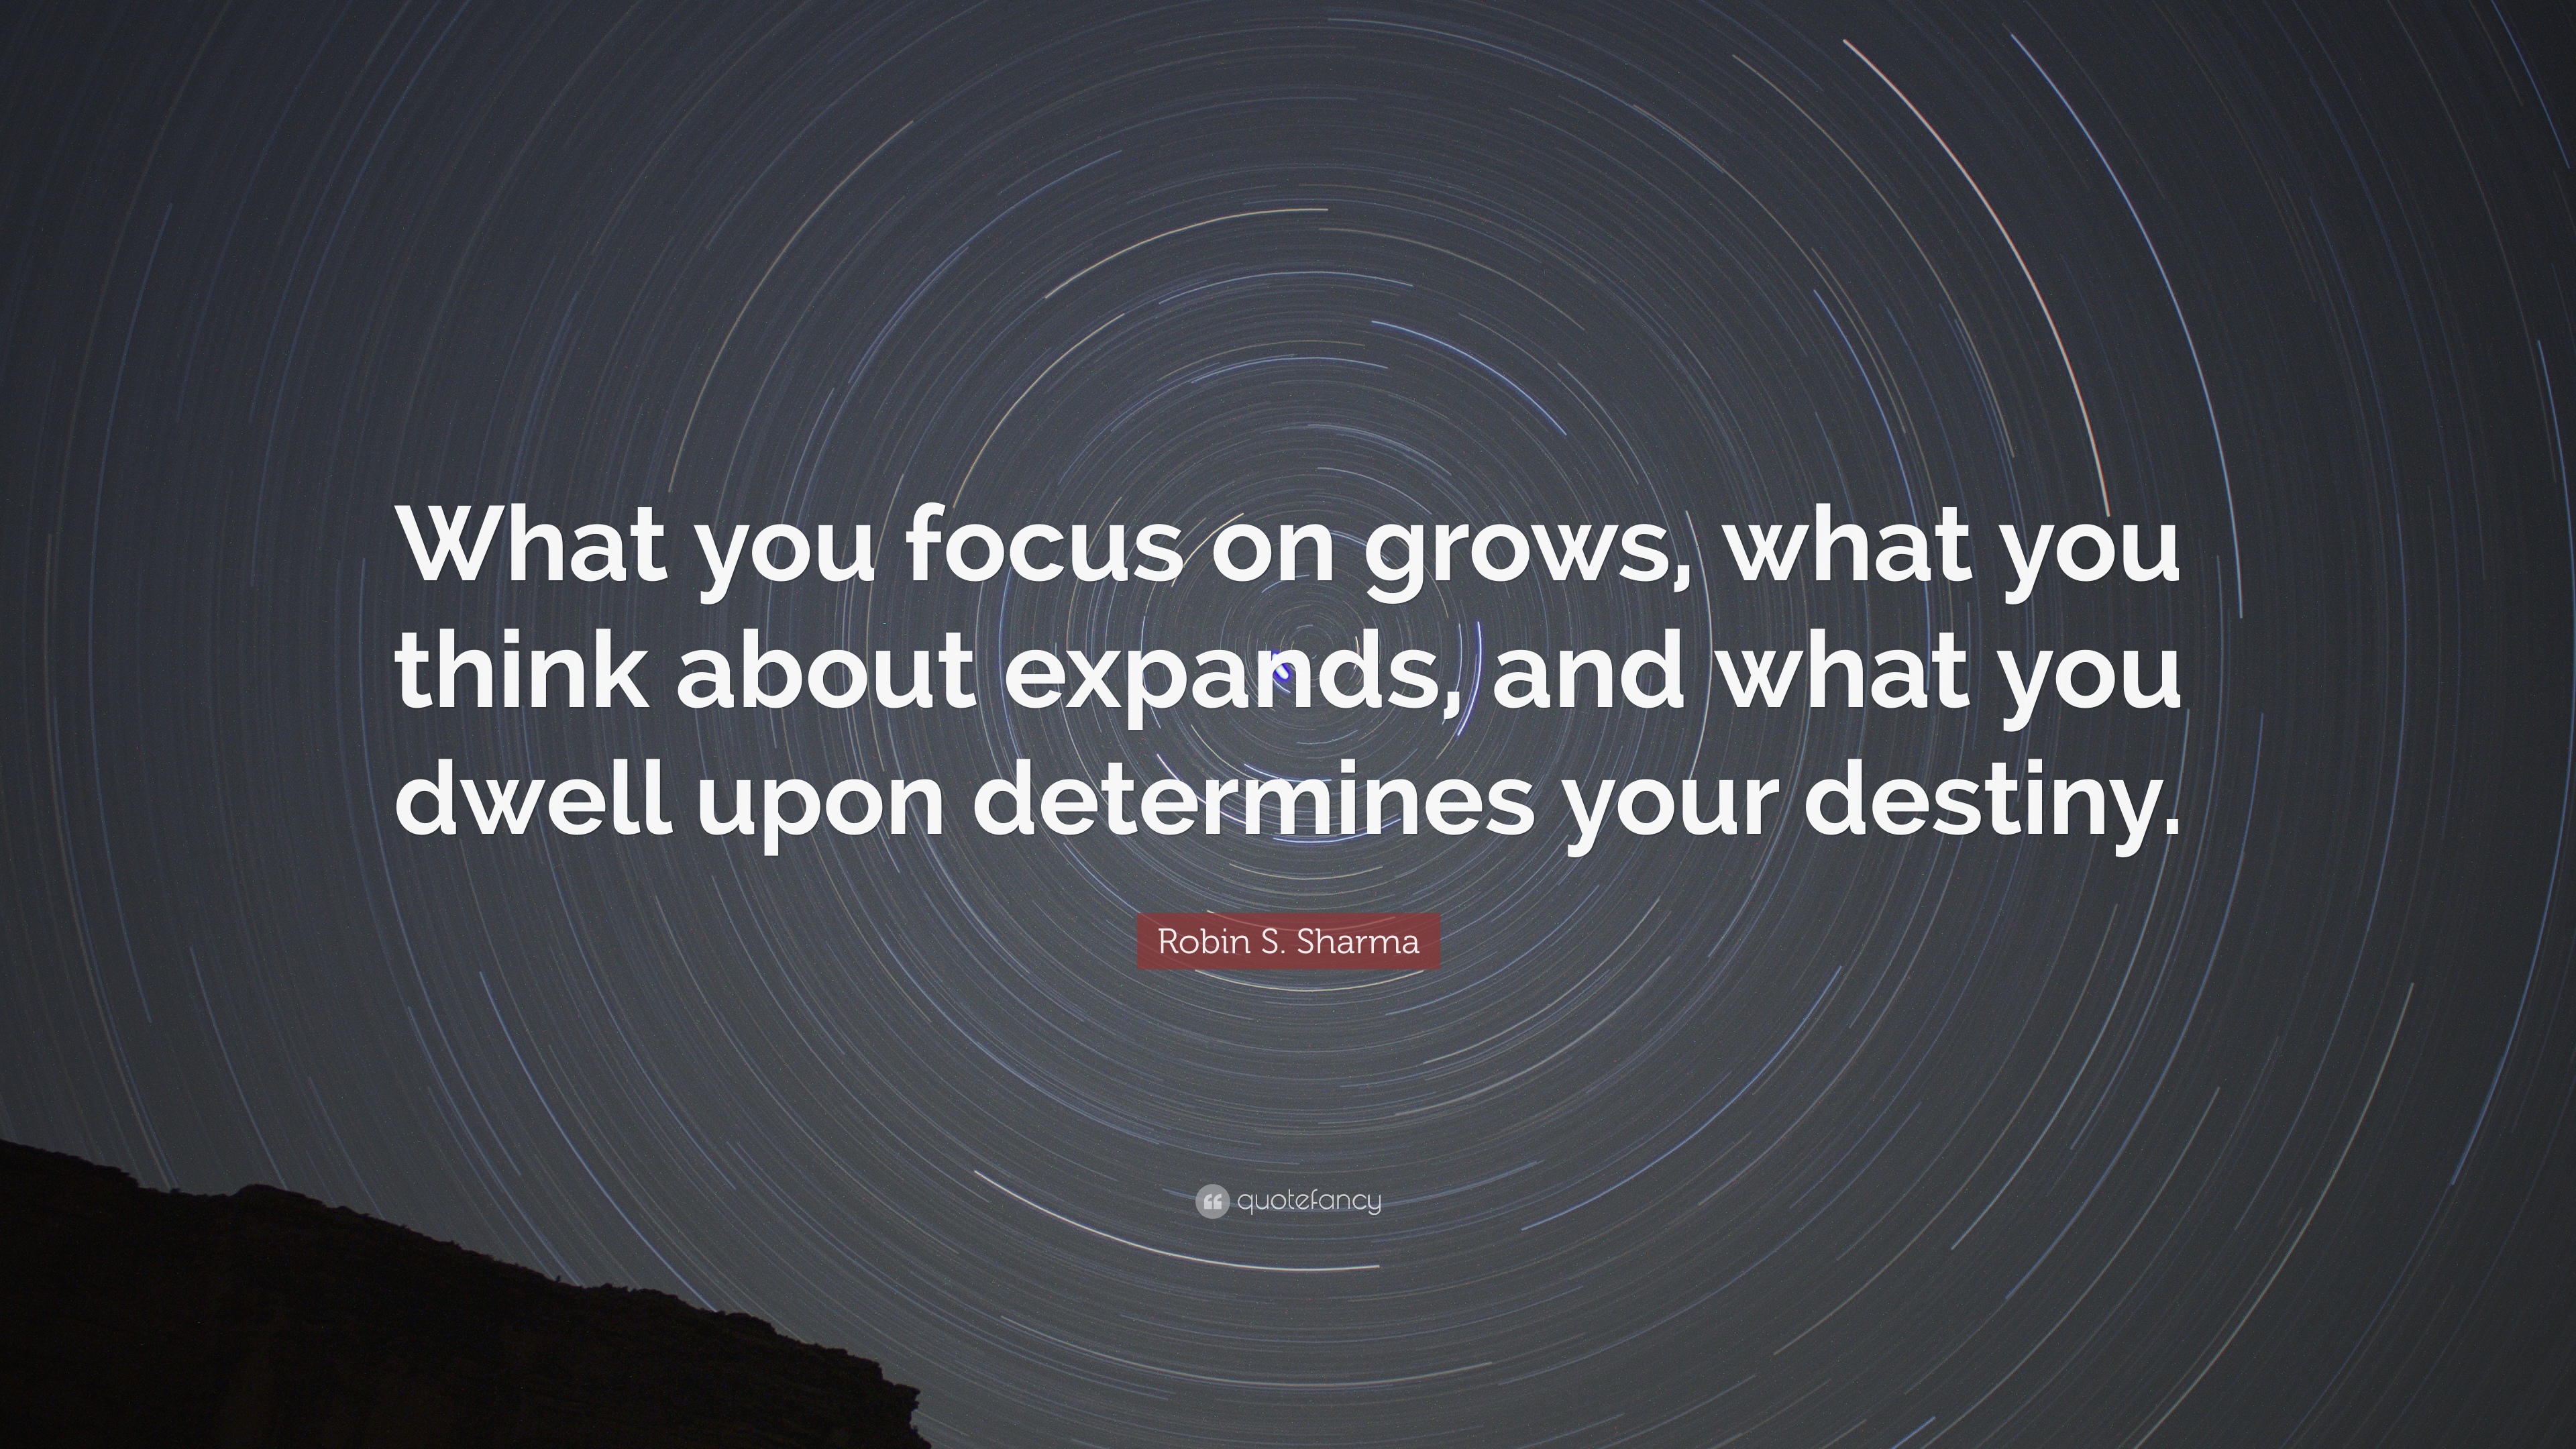 What you focus on grows, what you
think about expands, and what you
dwell upon determines your destiny.
Robin S. Sharma
quotefancy